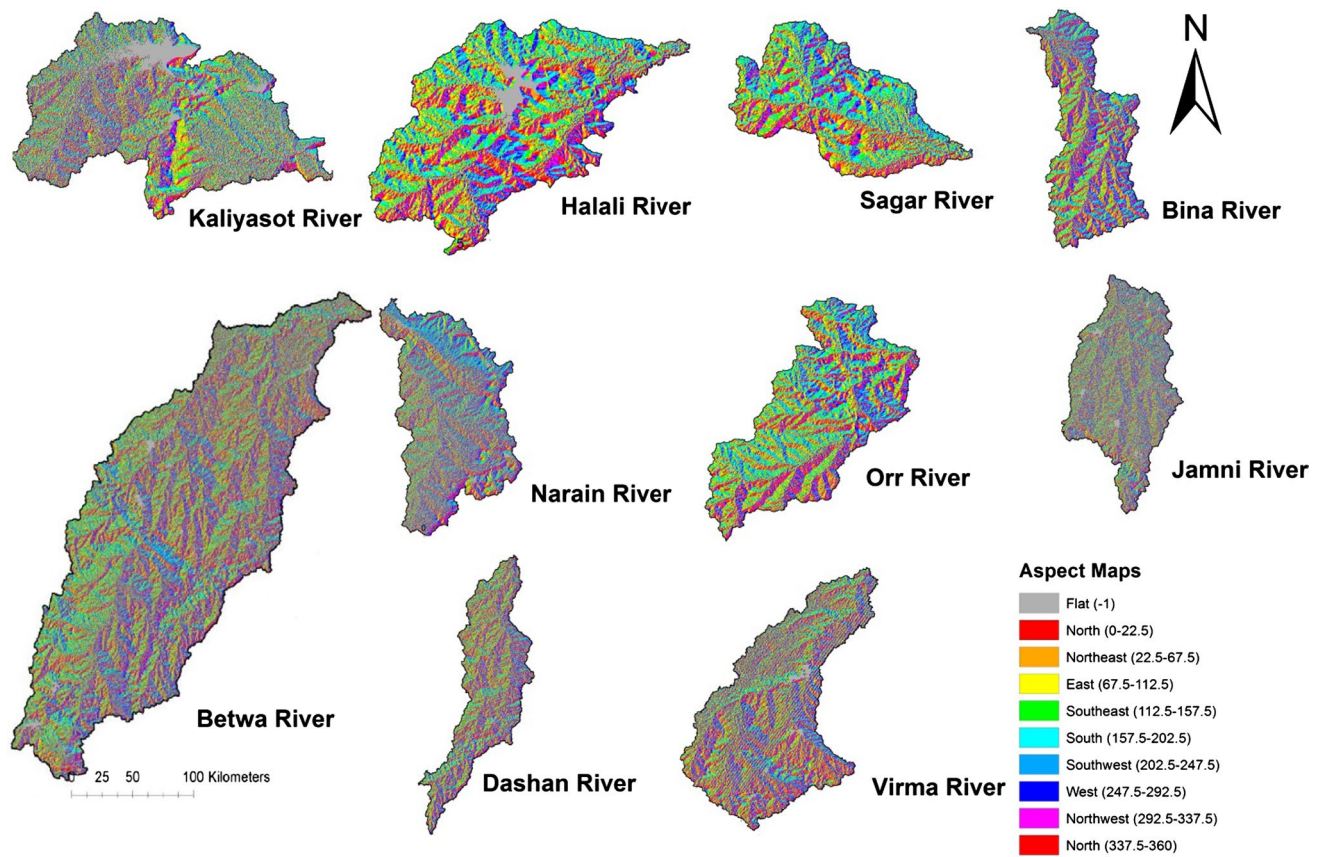 N
Kaliyasot River
Halali River
Sagar River
Bina River
Betwa River
Narain River
Orr River
Jamni River
Dashan River
Virma River
0 25 50 100 Kilometers
Aspect Maps
Flat (-1)
North (0-22.5)
Northeast (22.5-67.5)
East (67.5-112.5)
Southeast (112.5-157.5)
South (157.5-202.5)
Southwest (202.5-247.5)
West (247.5-292.5)
Northwest (292.5-337.5)
North (337.5-360)